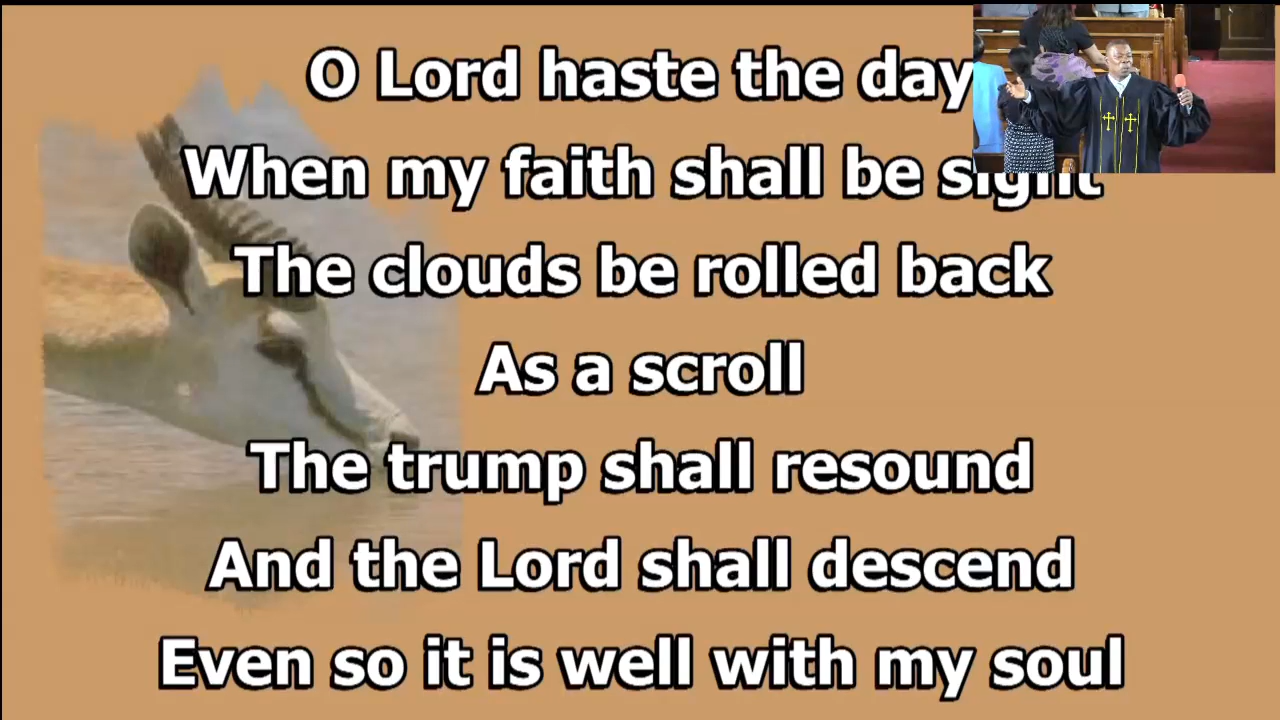 O Lord haste the day
When my faith shall be sight
The clouds be rolled back
As a scroll
The trump shall resound
And the Lord shall descend
Even so it is well with my soul